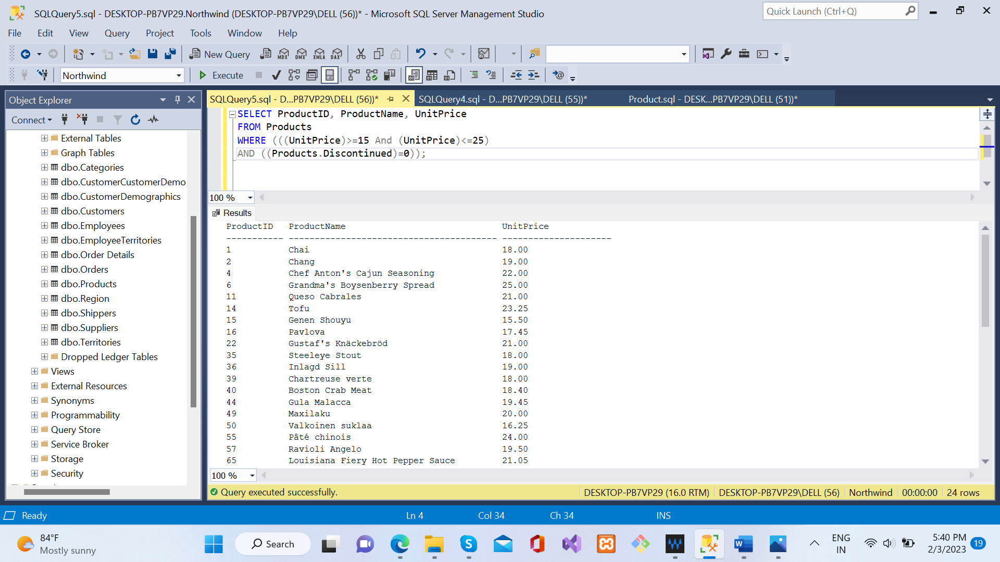 SQLQuery5.sql - DESKTOP-PB7VP29.Northwind (DESKTOP-PB7VP29\DELL (56))* - Microsoft SQL Server Management Studio
Quick Launch (Ctrl+Q)
File Edit View Query Project Tools Window Help
New Query MDX DMX XMLA DAX
Northwind Execute
Object Explorer
Connect
External Tables
Graph Tables
dbo.Categories
dbo.CustomerCustomerDemo
dbo.CustomerDemographics
dbo.Customers
dbo.Employees
dbo.EmployeeTerritories
dbo.Order Details
dbo.Orders
dbo.Products
dbo.Region
dbo.Shippers
dbo.Suppliers
dbo.Territories
Dropped Ledger Tables
Views
External Resources
Synonyms
Programmability
Query Store
Service Broker
Storage
Security
SQLQuery5.sql - D...PB7VP29\DELL (56))* SQLQuery4.sql - D...PB7VP29\DELL (55))* Product.sql - DESK...PB7VP29\DELL (51))*
SELECT ProductID, ProductName, UnitPrice
FROM Products
WHERE (((UnitPrice)>=15 And (UnitPrice)<=25)
AND ((Products.Discontinued)=0));
100 %
Results
ProductID ProductName UnitPrice
----------- ---------------------------------------- ---------------------
1 Chai 18.00
2 Chang 19.00
4 Chef Anton's Cajun Seasoning 22.00
6 Grandma's Boysenberry Spread 25.00
11 Queso Cabrales 21.00
14 Tofu 23.25
15 Genen Shouyu 15.50
16 Pavlova 17.45
22 Gustaf's Knäckebröd 21.00
35 Steeleye Stout 18.00
36 Inlagd Sill 19.00
39 Chartreuse verte 18.00
40 Boston Crab Meat 18.40
44 Gula Malacca 19.45
49 Maxilaku 20.00
50 Valkoinen suklaa 16.25
55 Pâté chinois 24.00
57 Ravioli Angelo 19.50
65 Louisiana Fiery Hot Pepper Sauce 21.05
100 %
Query executed successfully. DESKTOP-PB7VP29 (16.0 RTM) DESKTOP-PB7VP29\DELL (56) Northwind 00:00:00 24 rows
Ready Ln 4 Col 34 Ch 34 INS
84°F
Mostly sunny
Search
ENG
IN
5:40 PM
2/3/2023
19